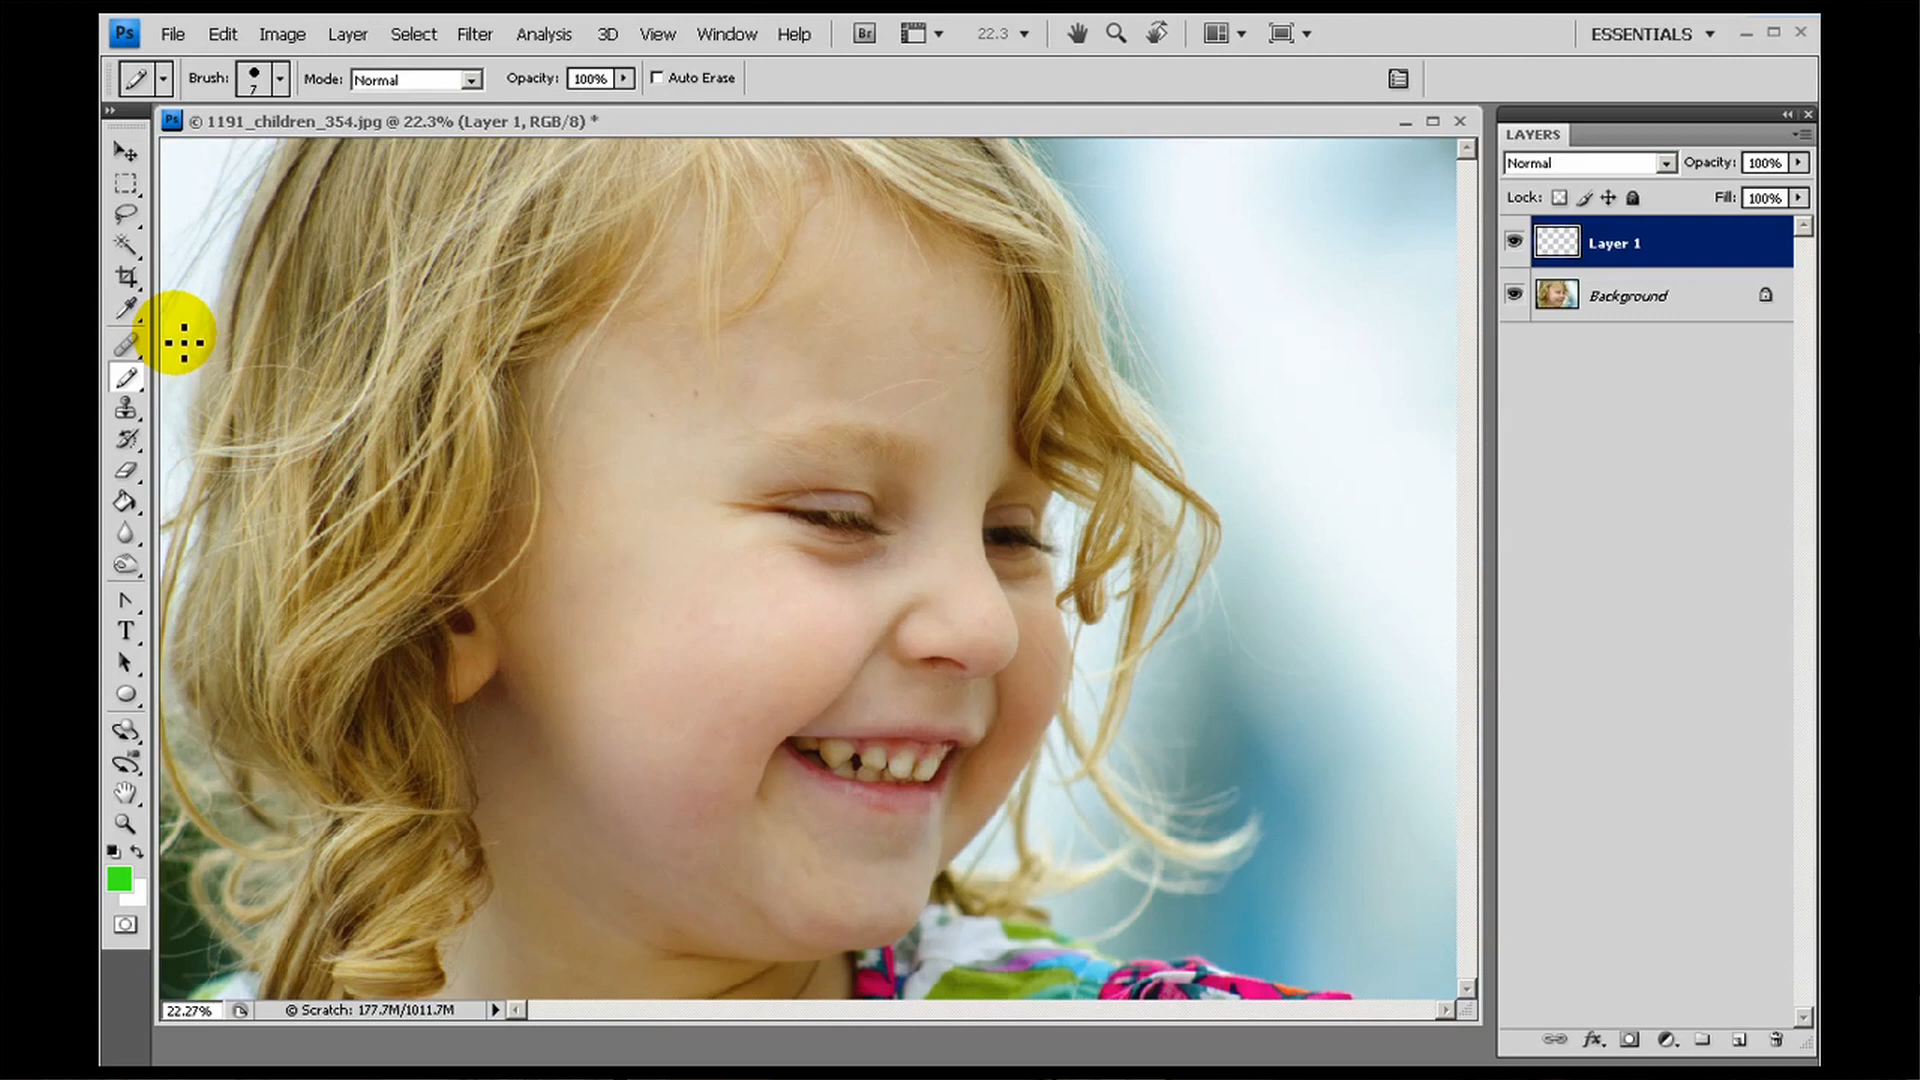 Ps File Edit Image Layer Select Filter Analysis 3D View Window Help Br 22.3 ESSENTIALS
Brush: 7 Mode: Normal Opacity: 100% Auto Erase
Ps © 1191_children_354.jpg @ 22.3% (Layer 1, RGB/8) *
LAYERS
Normal Opacity: 100%
Lock: Fill: 100%
Layer 1
Background
T
22.27% © Scratch: 177.7M/1011.7M
fx